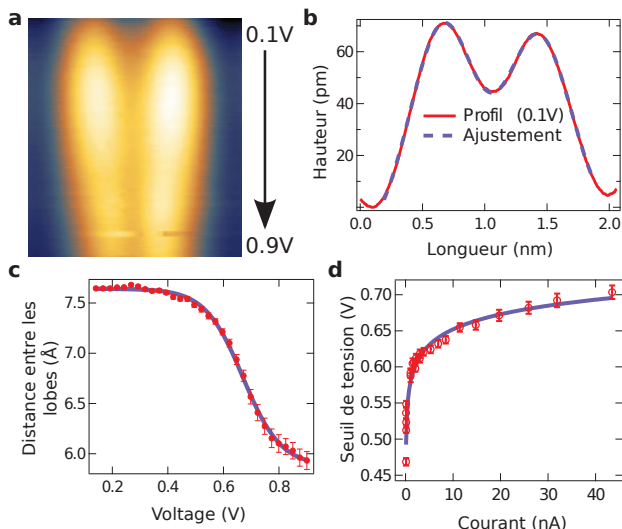 a
0.1V
0.9V
b
60
40
20
Hauteur (pm)
Profil (0.1V)
Ajustement
0.0
0.5
1.0
1.5
2.0
Longueur (nm)
c
7.5
7.0
6.5
6.0
Distance entre les
lobes (Å)
0.2
0.4
0.6
0.8
Voltage (V)
d
0.70
0.65
0.60
0.55
0.50
0.45
Seuil de tension (V)
0
10
20
30
40
Courant (nA)